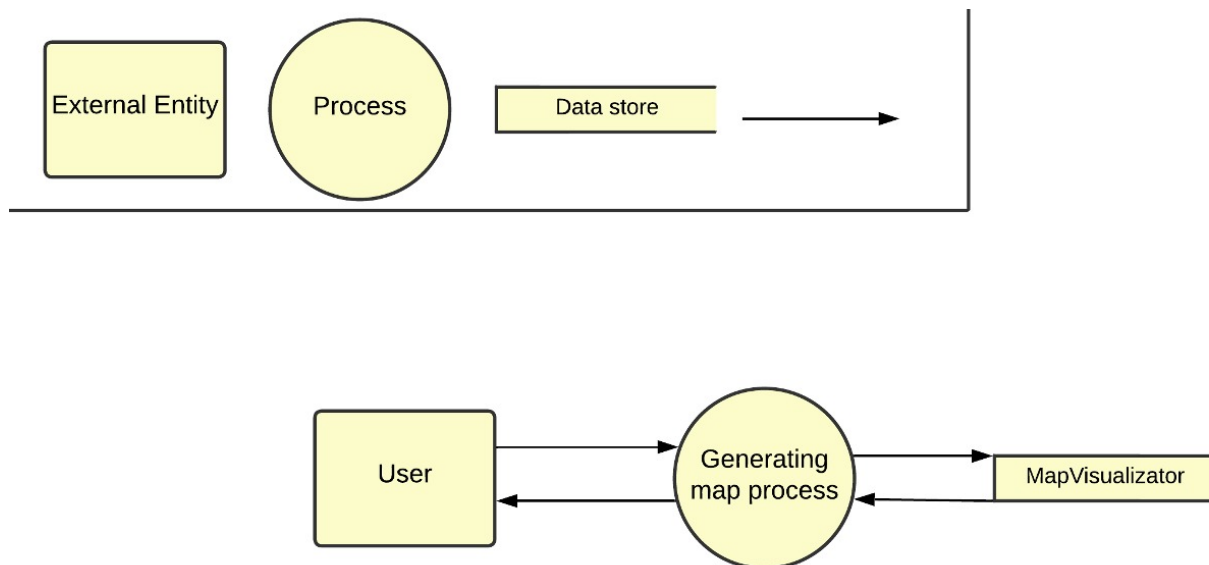 External Entity
Process
Data store
User
Generating
map process
MapVisualizator